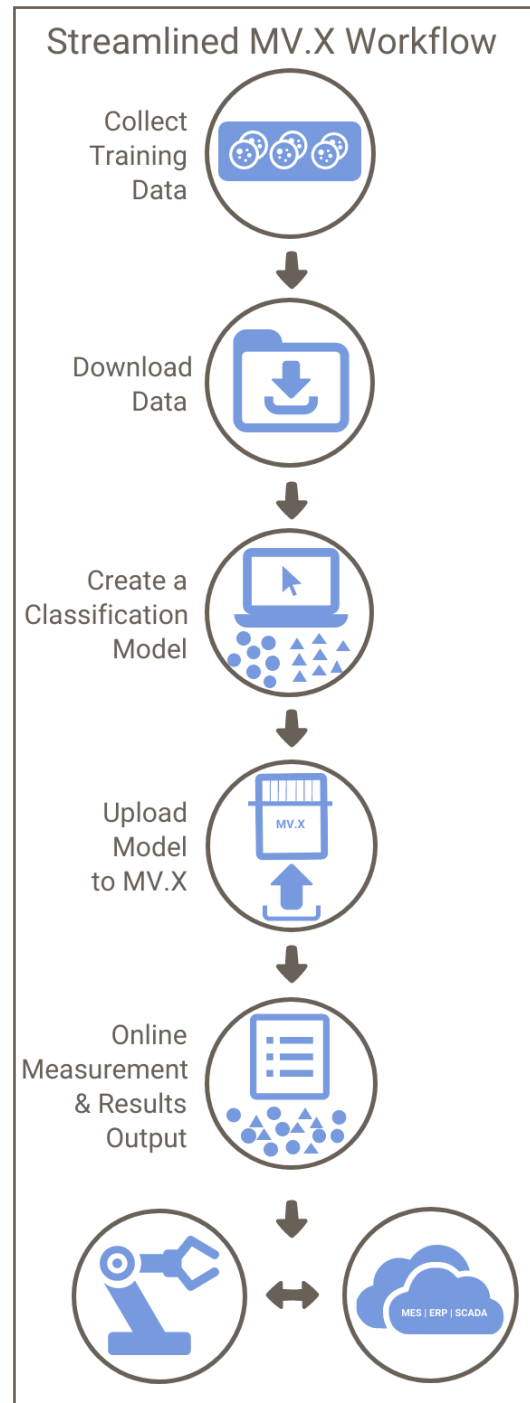 Streamlined MV.X Workflow
Collect
Training
Data
Download
Data
Create a
Classification
Model
Upload
Model
to MV.X
MV.X
Online
Measurement
& Results
Output
MES | ERP | SCADA